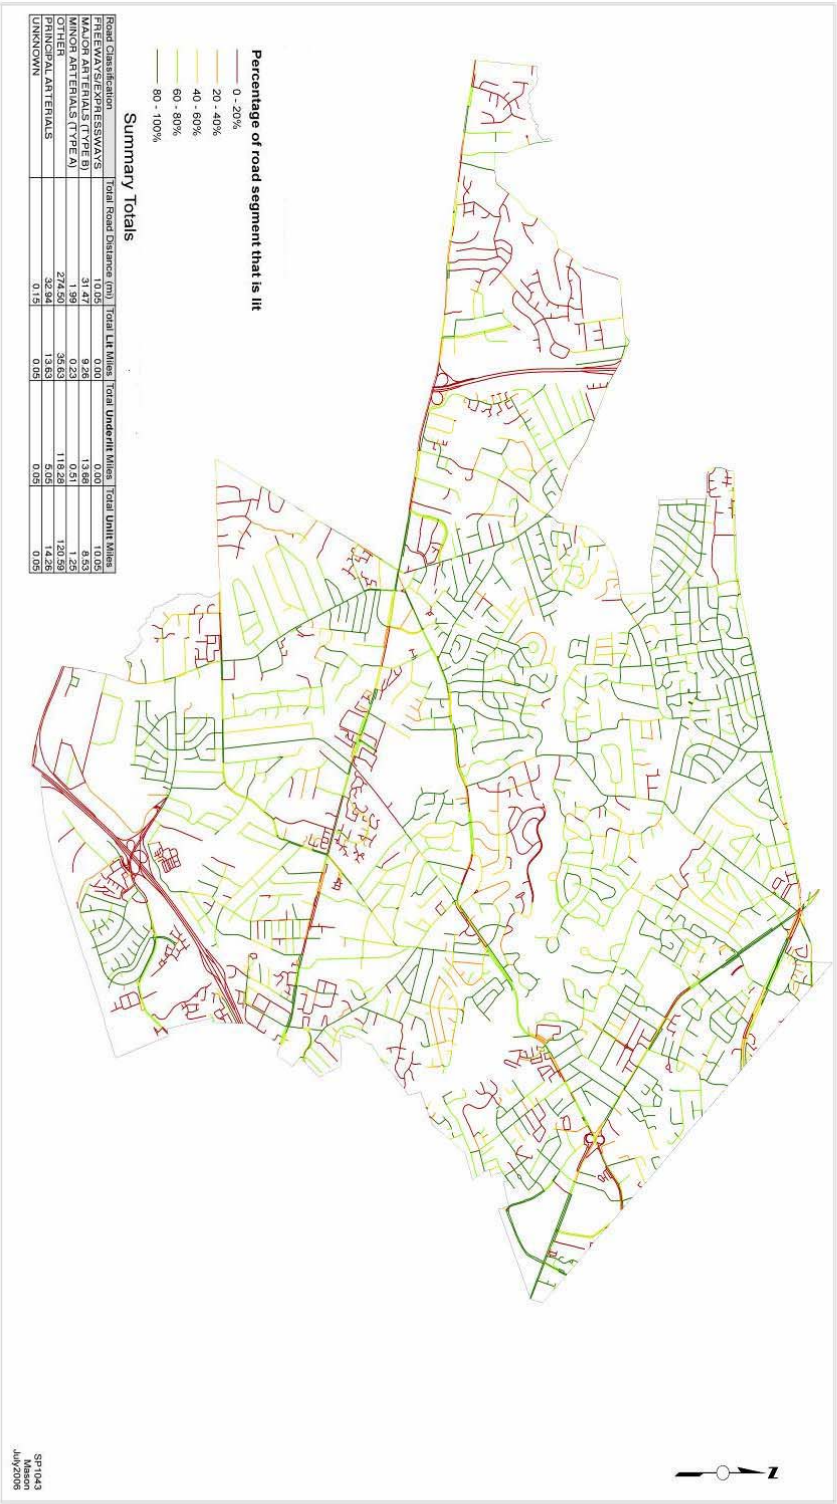 Percentage of road segment that is lit
0 - 20%
20 - 40%
40 - 60%
60 - 80%
80 - 100%
Summary Totals
Road Classification Total Road Distance (mi) Total Lit Miles Total Underlit Miles Total Unlit Miles
FREEWAYS/EXPRESSWAYS 10.05 0.00 0.00 10.05
MAJOR ARTERIALS (TYPE B) 31.47 9.26 13.68 8.53
MINOR ARTERIALS (TYPE A) 1.99 0.23 0.51 1.25
OTHER 274.50 35.63 118.28 120.59
PRINCIPAL ARTERIALS 32.94 13.63 5.05 14.26
UNKNOWN 0.15 0.05 0.05 0.05
N
SP1043
Mason
July2006